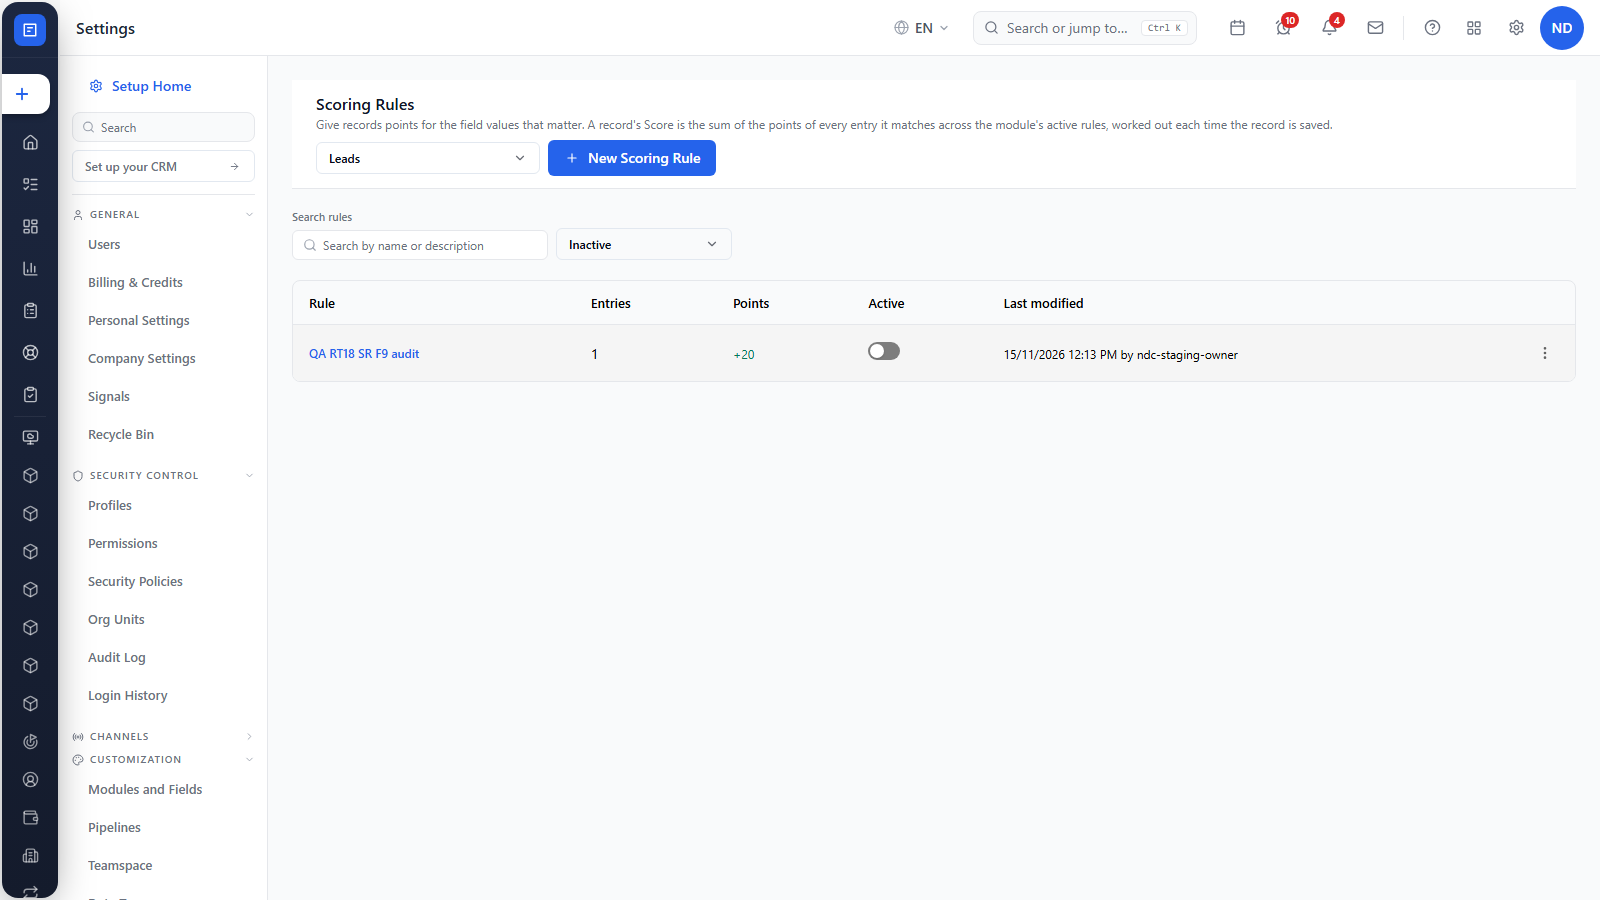 Settings
EN
Search or jump to...
Ctrl K
10
4
ND
Setup Home
Search
Set up your CRM
GENERAL
Users
Billing & Credits
Personal Settings
Company Settings
Signals
Recycle Bin
SECURITY CONTROL
Profiles
Permissions
Security Policies
Org Units
Audit Log
Login History
CHANNELS
CUSTOMIZATION
Modules and Fields
Pipelines
Teamspace
Scoring Rules
Give records points for the field values that matter. A record's Score is the sum of the points of every entry it matches across the module's active rules, worked out each time the record is saved.
Leads
New Scoring Rule
Search rules
Search by name or description
Inactive
Rule Entries Points Active Last modified
QA RT18 SR F9 audit 1 +20 15/11/2026 12:13 PM by ndc-staging-owner